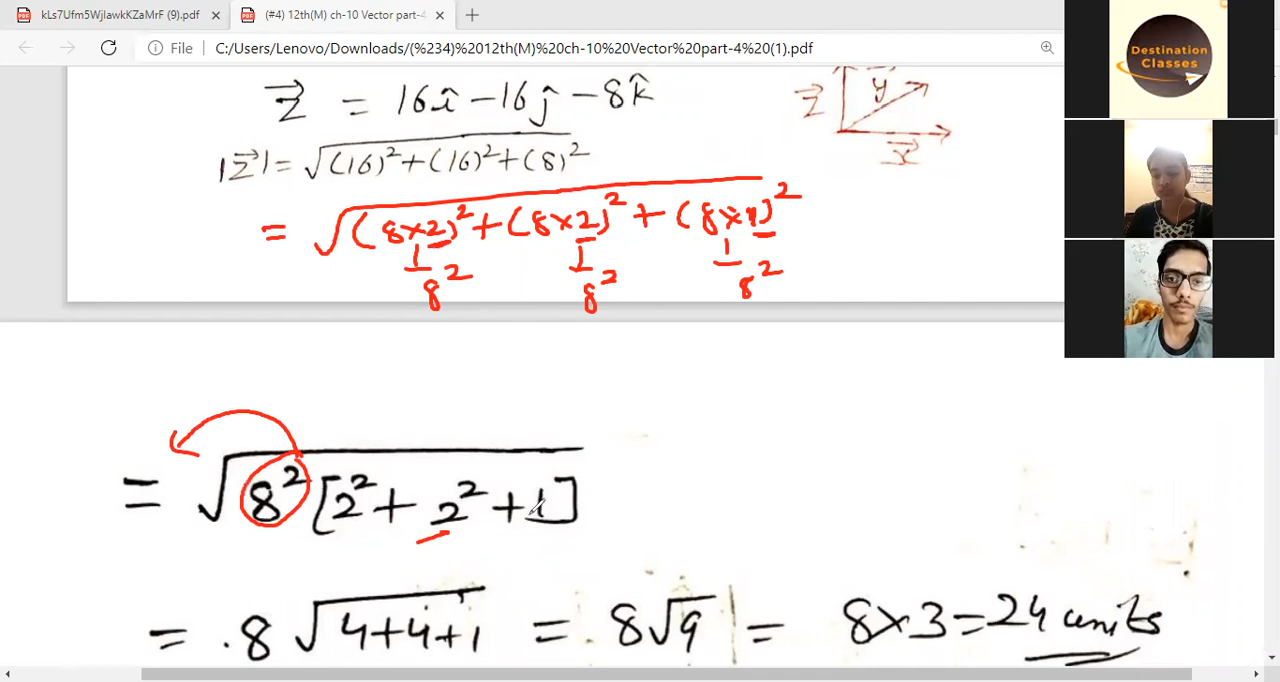 kLs7Ufm5WjlawkKZaMrF (9).pdf
(#4) 12th(M) ch-10 Vector part-4
File
C:/Users/Lenovo/Downloads/(%234)%2012th(M)%20ch-10%20Vector%20part-4%20(1).pdf
Destination
Classes
z⃗ = 16î - 16ĵ - 8k̂
z⃗ y⃗
x⃗
|z⃗| = √((16)² + (16)² + (8)²)
= √((8×2)² + (8×2)² + (8×1)²)
8² 8² 8²
= √(8² [2² + 2² + 1])
= .8 √(4+4+1) = .8√9 = 8×3 = 24 units